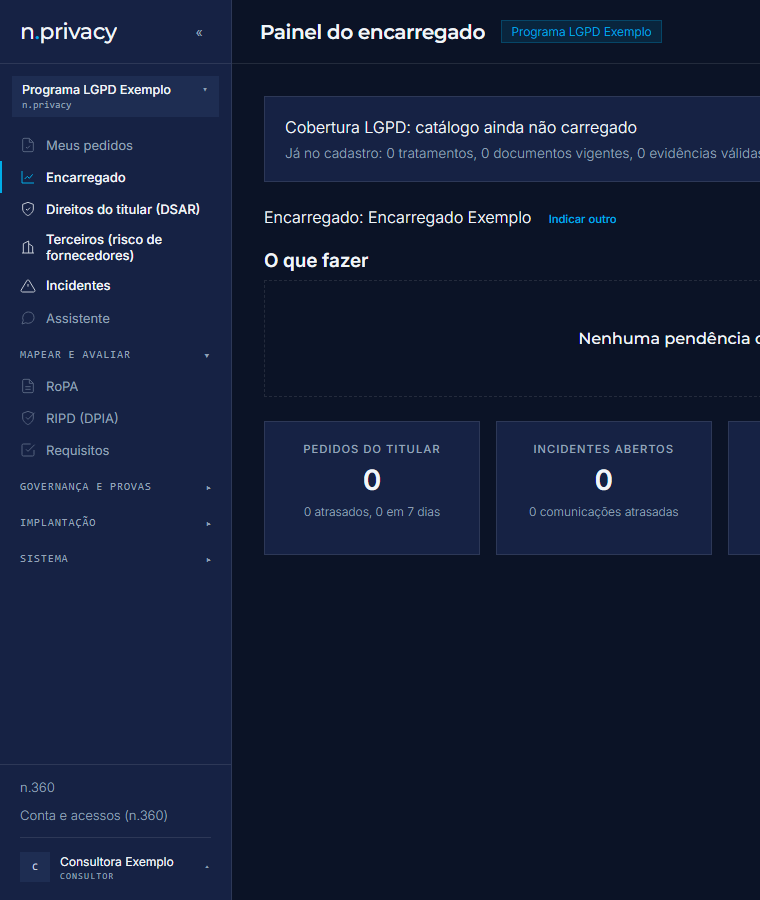 n.privacy
«
Programa LGPD Exemplo
n.privacy
Meus pedidos
Encarregado
Direitos do titular (DSAR)
Terceiros (risco de
fornecedores)
Incidentes
Assistente
MAPEAR E AVALIAR
RoPA
RIPD (DPIA)
Requisitos
GOVERNANÇA E PROVAS
IMPLANTAÇÃO
SISTEMA
n.360
Conta e acessos (n.360)
C
Consultora Exemplo
CONSULTOR
Painel do encarregado
Programa LGPD Exemplo
Cobertura LGPD: catálogo ainda não carregado
Já no cadastro: 0 tratamentos, 0 documentos vigentes, 0 evidências válidas
Encarregado: Encarregado Exemplo
Indicar outro
O que fazer
Nenhuma pendência
PEDIDOS DO TITULAR
0
0 atrasados, 0 em 7 dias
INCIDENTES ABERTOS
0
0 comunicações atrasadas